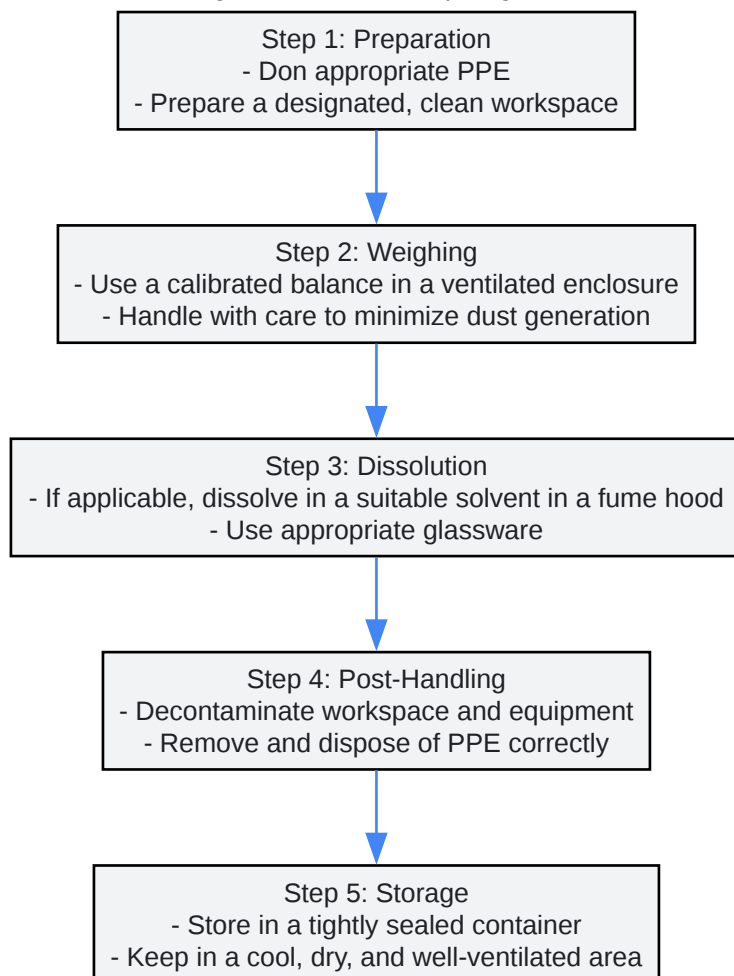 Step 1: Preparation
- Don appropriate PPE
- Prepare a designated, clean workspace
Step 2: Weighing
- Use a calibrated balance in a ventilated enclosure
- Handle with care to minimize dust generation
Step 3: Dissolution
- If applicable, dissolve in a suitable solvent in a fume hood
- Use appropriate glassware
Step 4: Post-Handling
- Decontaminate workspace and equipment
- Remove and dispose of PPE correctly
Step 5: Storage
- Store in a tightly sealed container
- Keep in a cool, dry, and well-ventilated area